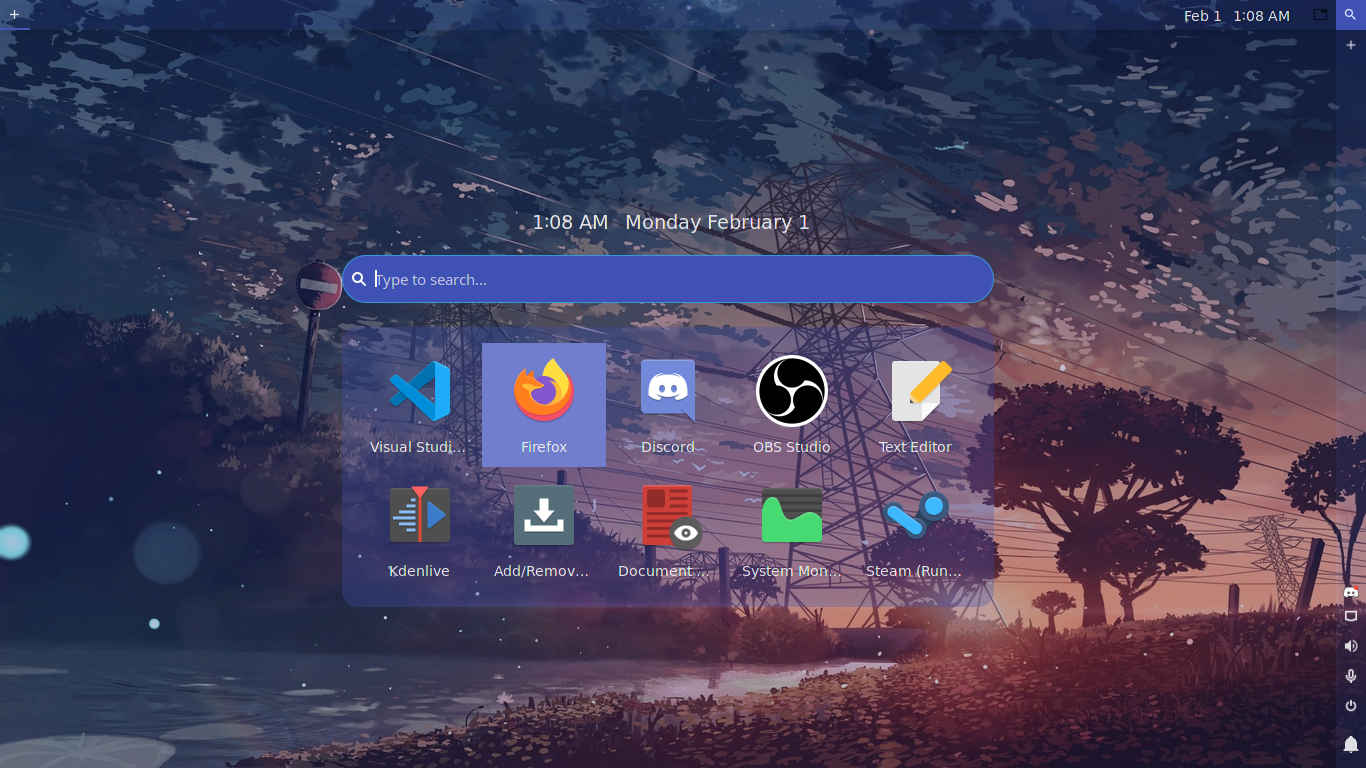 Feb 1 1:08 AM
1:08 AM Monday February 1
Type to search...
Visual Studi...
Firefox
Discord
OBS Studio
Text Editor
Kdenlive
Add/Remov...
Document ...
System Mon...
Steam (Run...